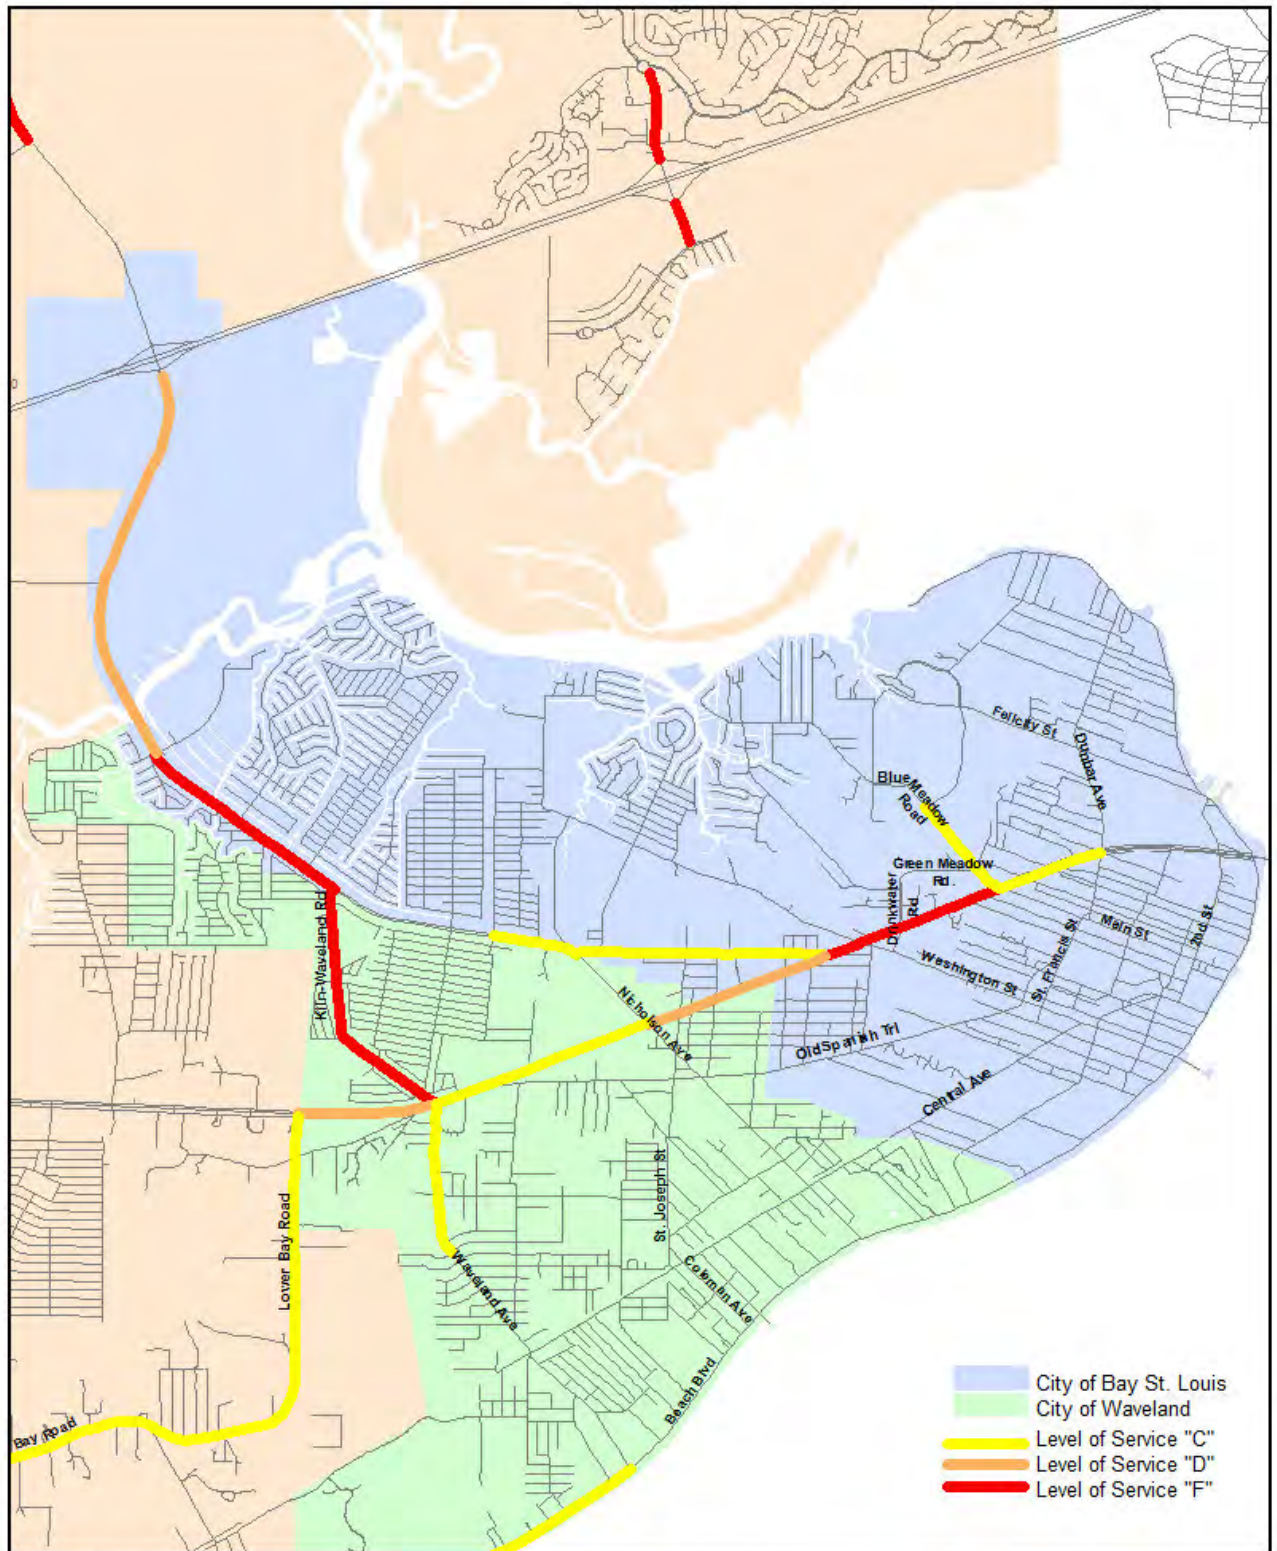 Felicity St
Dunbar Ave
Blue Meadow
Road
Green Meadow
Rd.
Drinkwater
Rd.
Main St
2nd St
St. Francis St
Washington St
Kiln-Waveland Rd
Nicholson Ave
Old Spanish Trl
Central Ave
St. Joseph St
Lower Bay Road
Waveland Ave
Coleman Ave
Beach Blvd
Bay Road
City of Bay St. Louis
City of Waveland
Level of Service "C"
Level of Service "D"
Level of Service "F"